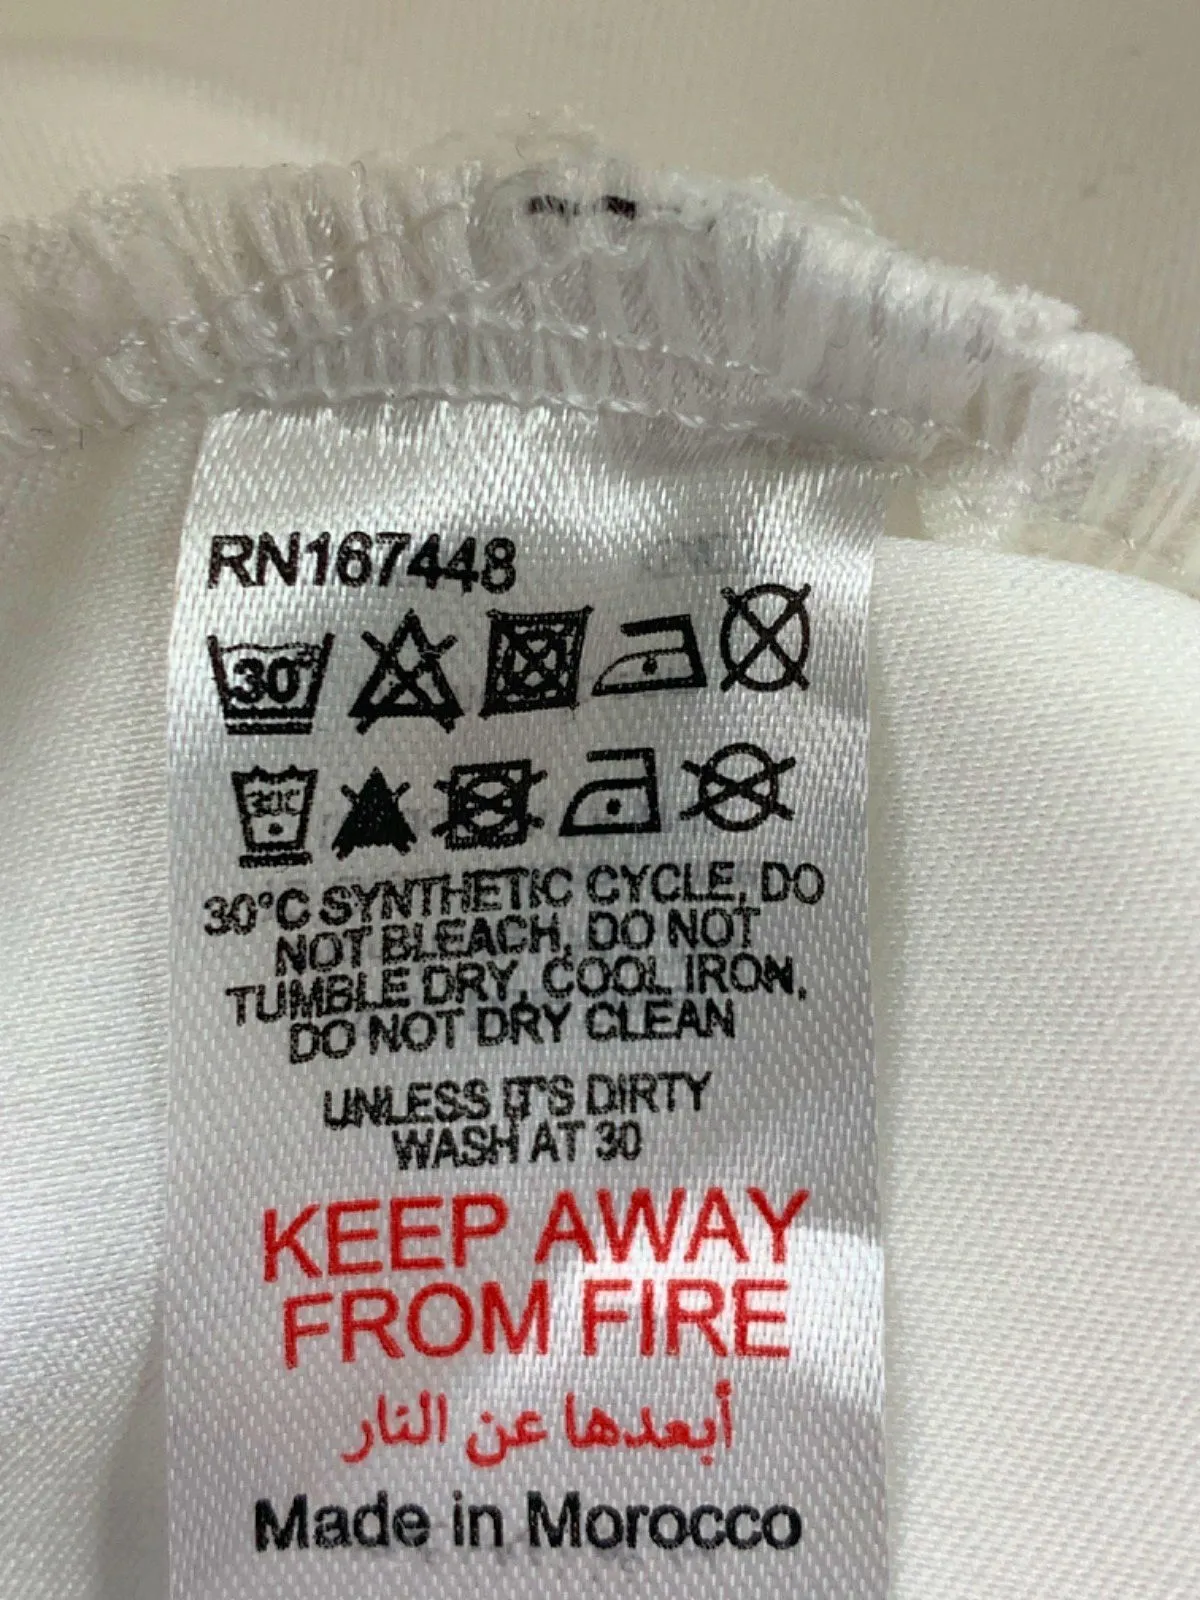 RN167448
30°
30°C
30°C SYNTHETIC CYCLE, DO
NOT BLEACH, DO NOT
TUMBLE DRY, COOL IRON,
DO NOT DRY CLEAN
UNLESS IT'S DIRTY
WASH AT 30
KEEP AWAY
FROM FIRE
أبعدها عن النار
Made in Morocco